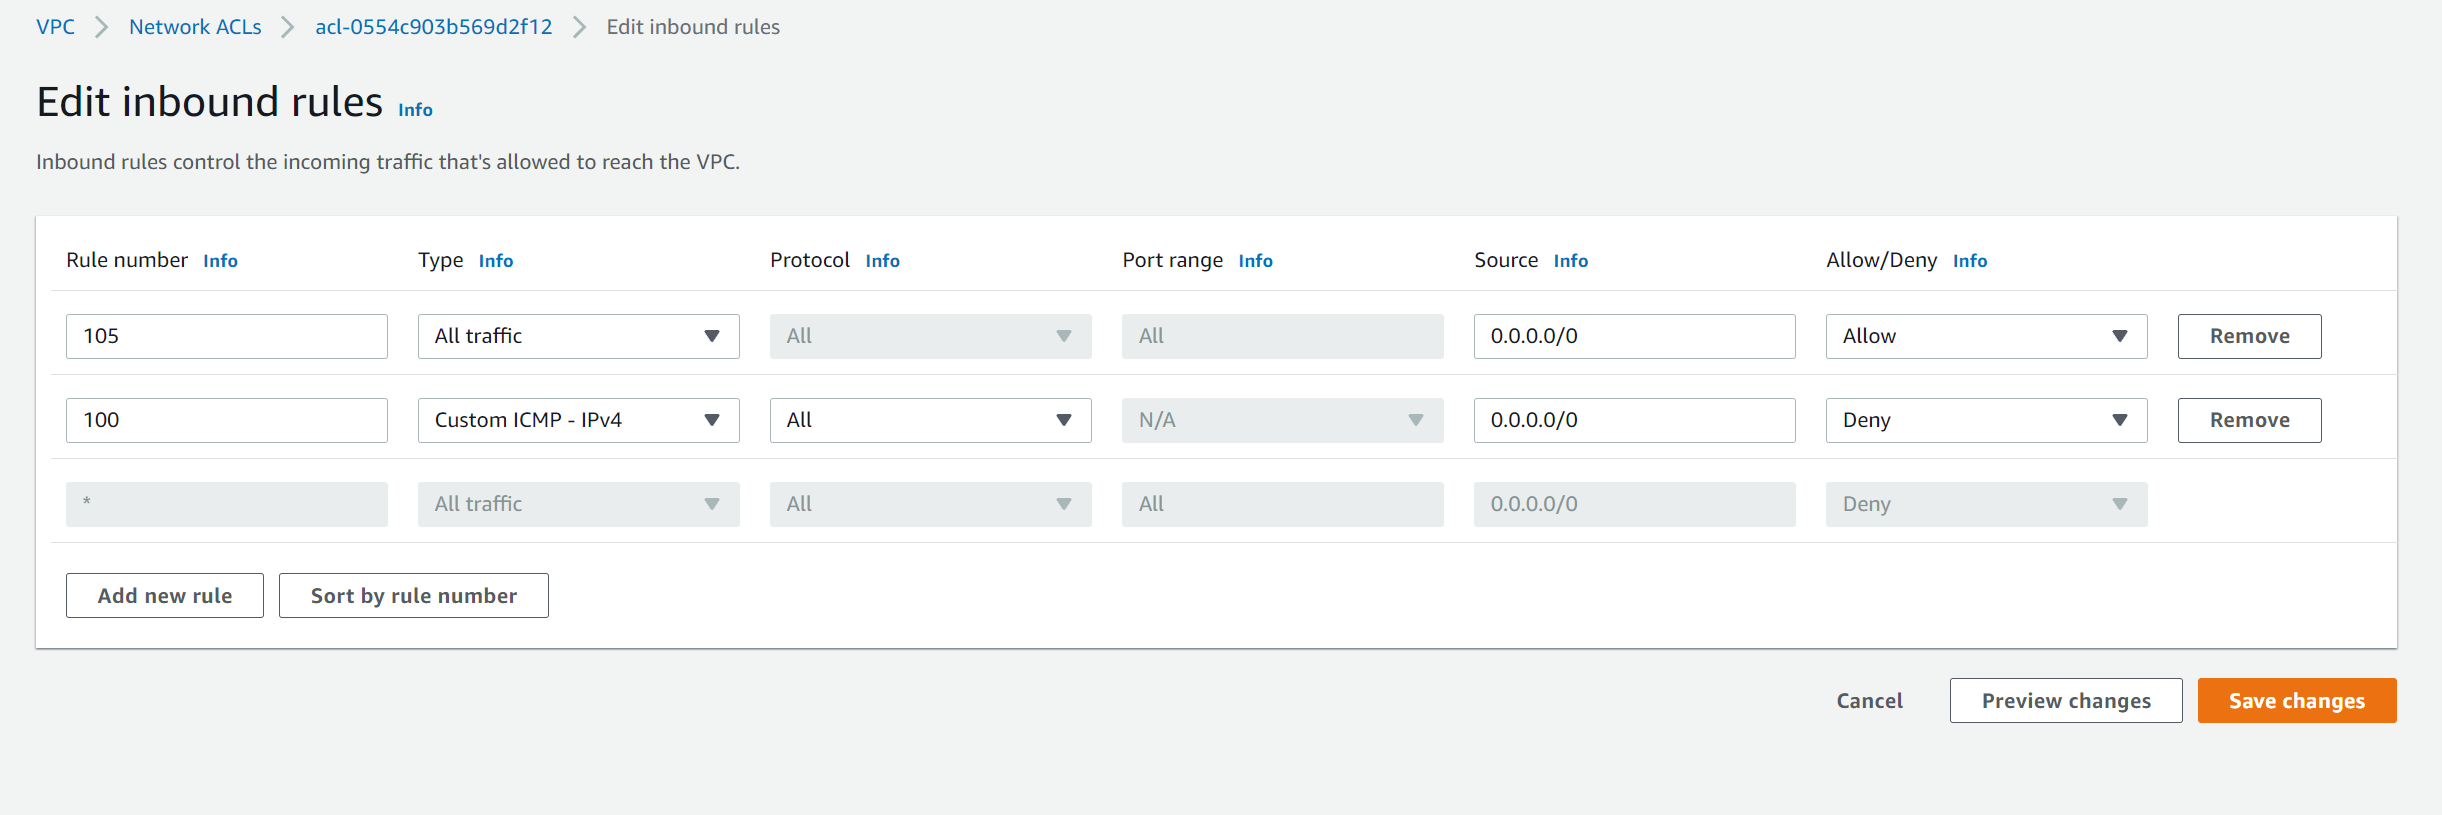 VPC > Network ACLs > acl-0554c903b569d2f12 > Edit inbound rules
Edit inbound rules Info
Inbound rules control the incoming traffic that's allowed to reach the VPC.
Rule number Info Type Info Protocol Info Port range Info Source Info Allow/Deny Info
105 All traffic All All 0.0.0.0/0 Allow Remove
100 Custom ICMP - IPv4 All N/A 0.0.0.0/0 Deny Remove
* All traffic All All 0.0.0.0/0 Deny
Add new rule Sort by rule number
Cancel Preview changes Save changes